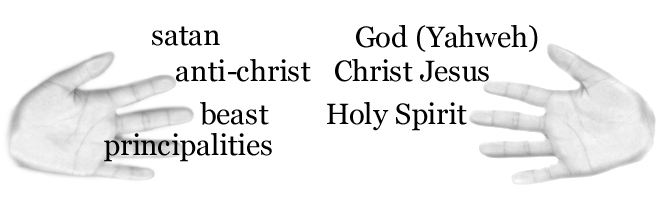 satan God (Yahweh)
anti-christ Christ Jesus
beast Holy Spirit
principalities